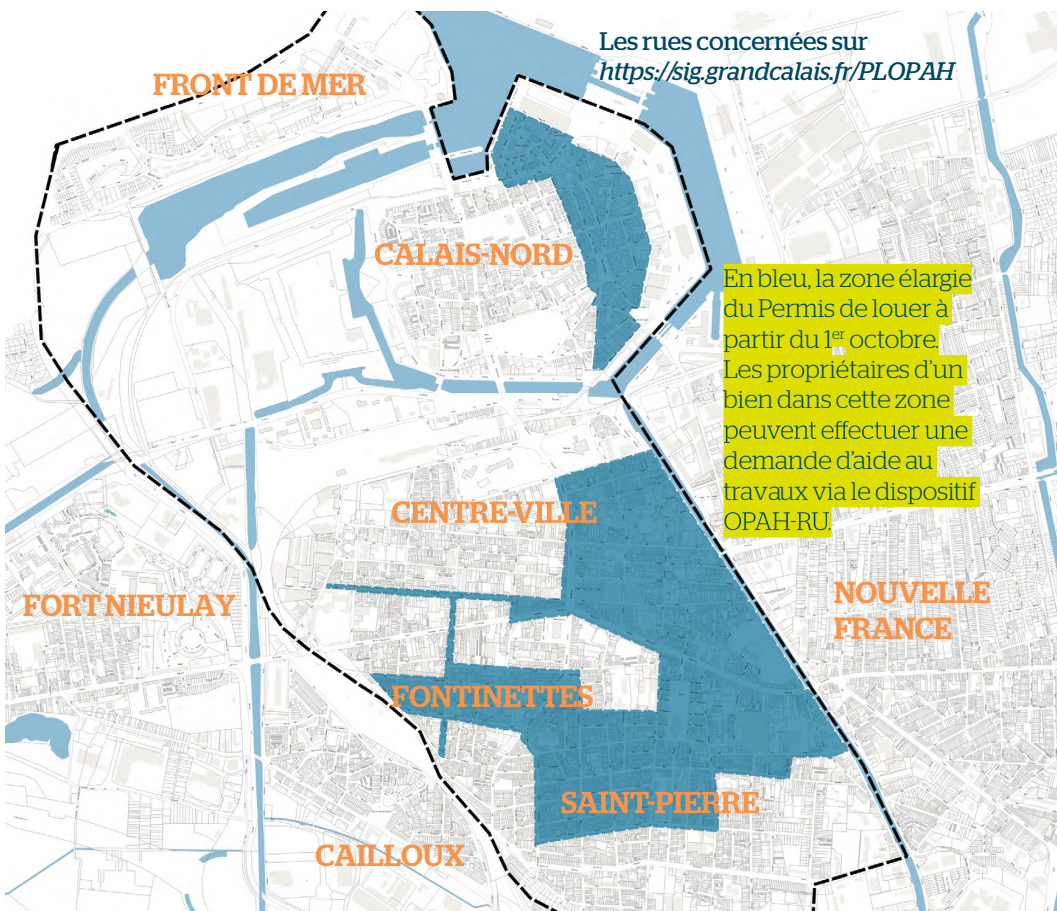 Les rues concernées sur
https://sig.grandcalais.fr/PLOPAH
FRONT DE MER
CALAIS-NORD
En bleu, la zone élargie
du Permis de louer à
partir du 1er octobre.
Les propriétaires d'un
bien dans cette zone
peuvent effectuer une
demande d'aide au
travaux via le dispositif
OPAH-RU.
CENTRE-VILLE
FORT NIEULAY
NOUVELLE
FRANCE
FONTINETTES
SAINT-PIERRE
CAILLOUX